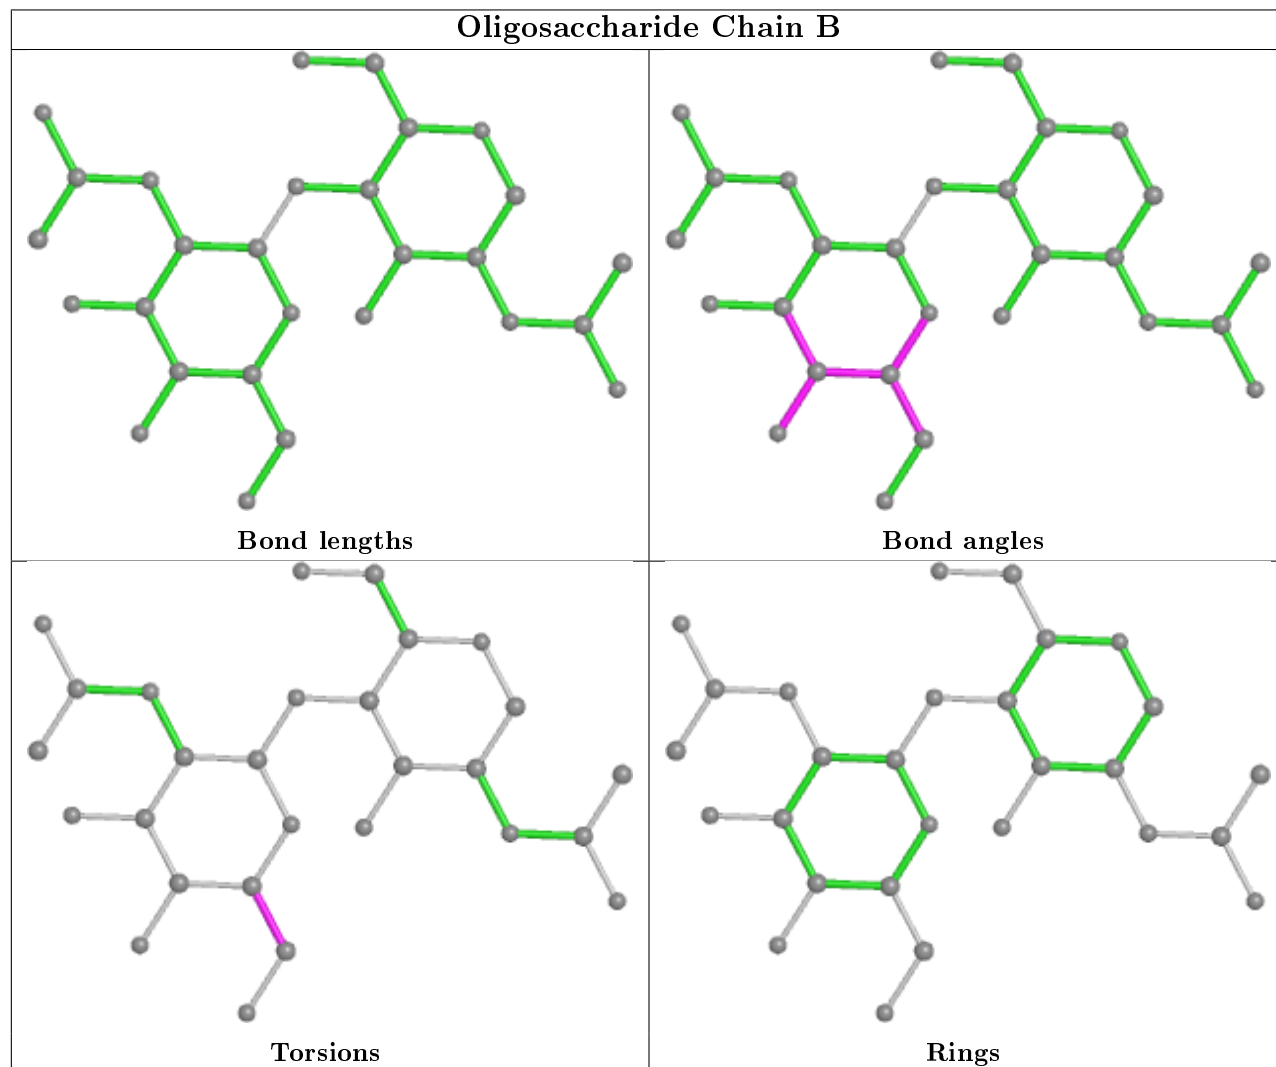 Oligosaccharide Chain B
Bond lengths
Bond angles
Torsions
Rings